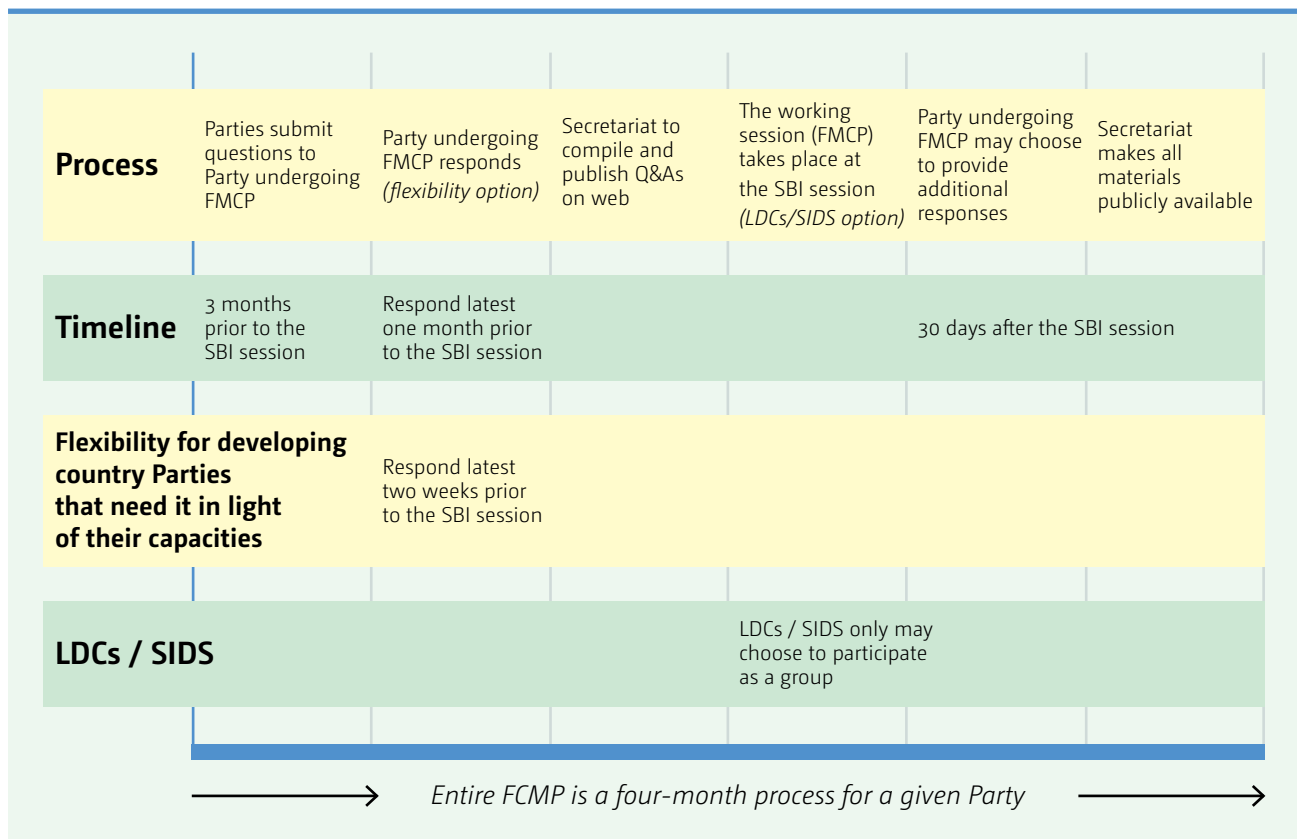 Process
Parties submit
questions to
Party undergoing
FMCP
Party undergoing
FMCP responds
(flexibility option)
Secretariat to
compile and
publish Q&As
on web
The working
session (FMCP)
takes place at
the SBI session
(LDCs/SIDS option)
Party undergoing
FMCP may choose
to provide
additional
responses
Secretariat
makes all
materials
publicly available
Timeline
3 months
prior to the
SBI session
Respond latest
one month prior
to the SBI session
30 days after the SBI session
Flexibility for developing
country Parties
that need it in light
of their capacities
Respond latest
two weeks prior
to the SBI session
LDCs / SIDS
LDCs / SIDS only may
choose to participate
as a group
Entire FCMP is a four-month process for a given Party